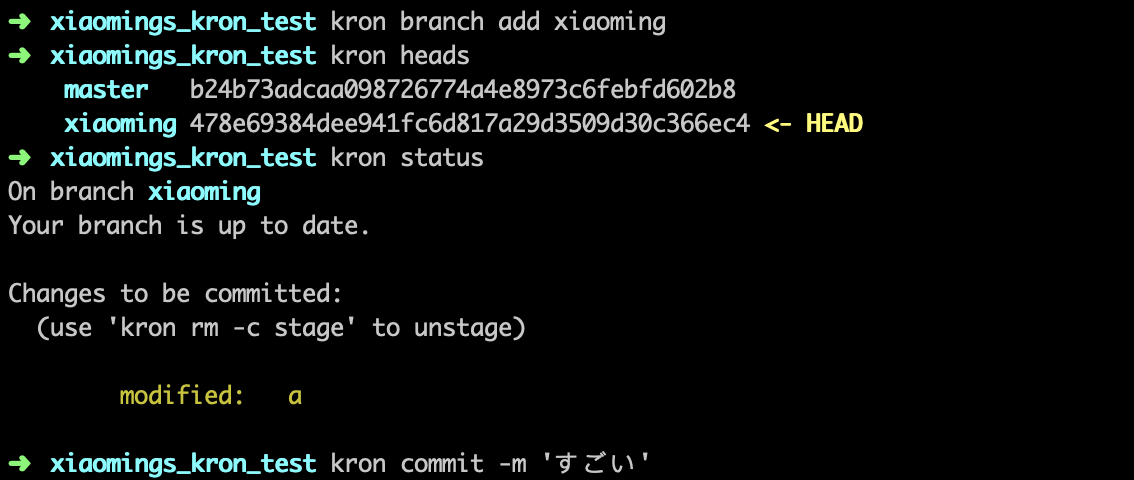 ➜ xiaomings_kron_test kron branch add xiaoming
➜ xiaomings_kron_test kron heads
master b24b73adcaa098726774a4e8973c6febfd602b8
xiaoming 478e69384dee941fc6d817a29d3509d30c366ec4 <- HEAD
➜ xiaomings_kron_test kron status
On branch xiaoming
Your branch is up to date.
Changes to be committed:
(use 'kron rm -c stage' to unstage)
modified: a
➜ xiaomings_kron_test kron commit -m 'すごい'